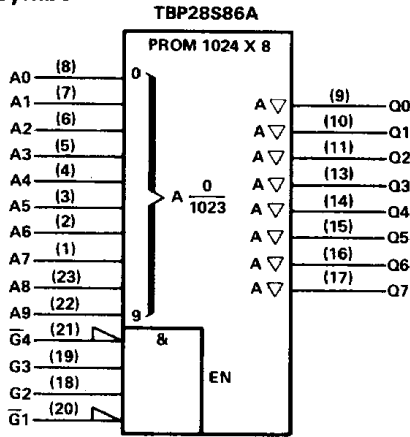 TBP28S86A
PROM 1024 X 8
A0 (8) 0
A1 (7)
A2 (6)
A3 (5)
A4 (4)
A5 (3)
A6 (2)
A7 (1)
A8 (23)
A9 (22) 9
A 0
1023
A ▽ (9) Q0
A ▽ (10) Q1
A ▽ (11) Q2
A ▽ (13) Q3
A ▽ (14) Q4
A ▽ (15) Q5
A ▽ (16) Q6
A ▽ (17) Q7
G̅4 (21) &
G3 (19)
G2 (18)
G̅1 (20)
EN